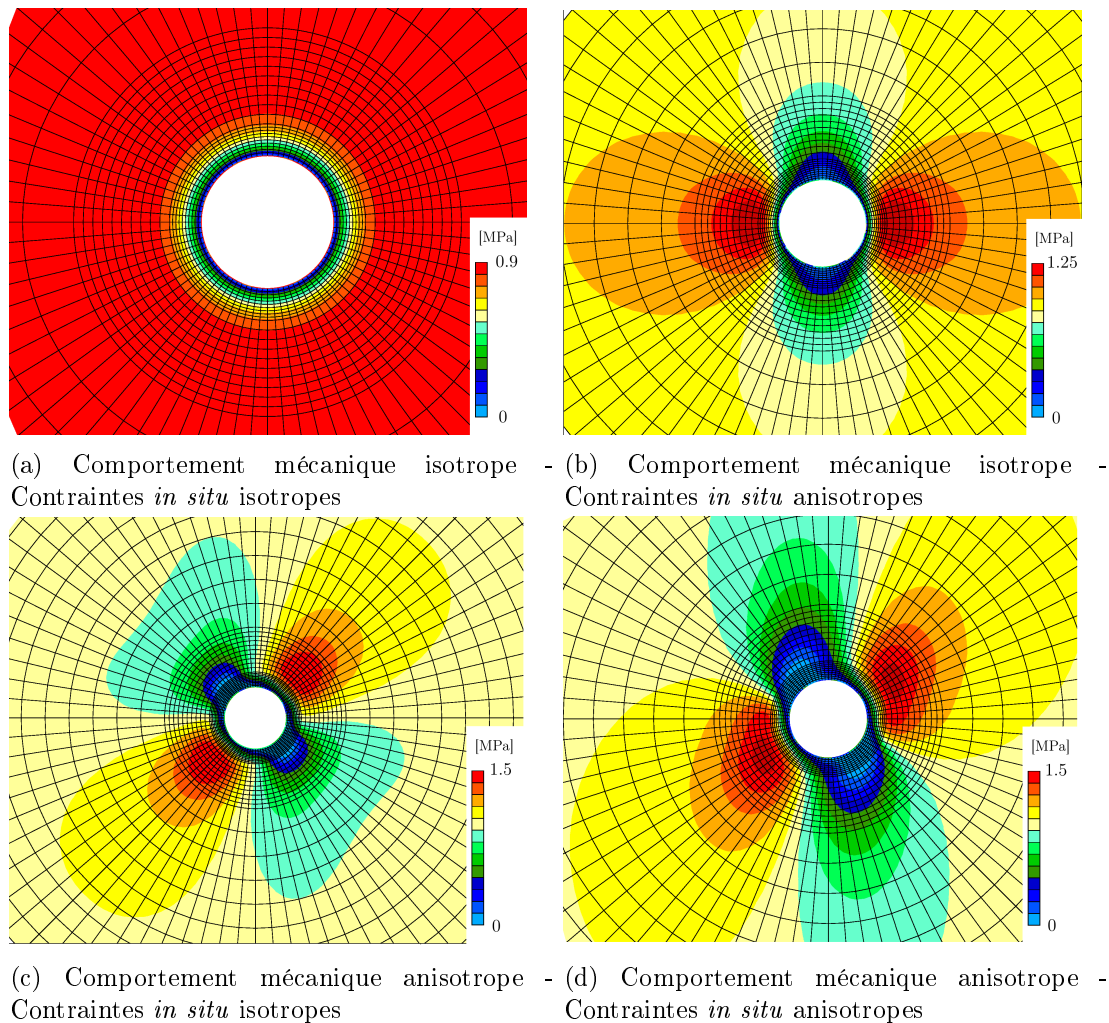 [MPa]
0.9
0
[MPa]
1.25
0
(a) Comportement mécanique isotrope -
Contraintes in situ isotropes
(b) Comportement mécanique isotrope -
Contraintes in situ anisotropes
[MPa]
1.5
0
[MPa]
1.5
0
(c) Comportement mécanique anisotrope -
Contraintes in situ isotropes
(d) Comportement mécanique anisotrope -
Contraintes in situ anisotropes